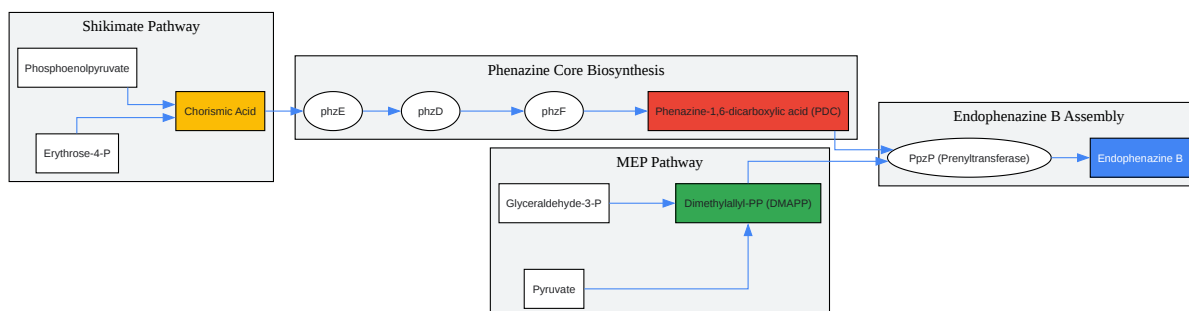 Shikimate Pathway
Phosphoenolpyruvate
Chorismic Acid
Erythrose-4-P
Phenazine Core Biosynthesis
phzE
phzD
phzF
Phenazine-1,6-dicarboxylic acid (PDC)
MEP Pathway
Glyceraldehyde-3-P
Dimethylallyl-PP (DMAPP)
Pyruvate
Endophenazine B Assembly
PpzP (Prenyltransferase)
Endophenazine B